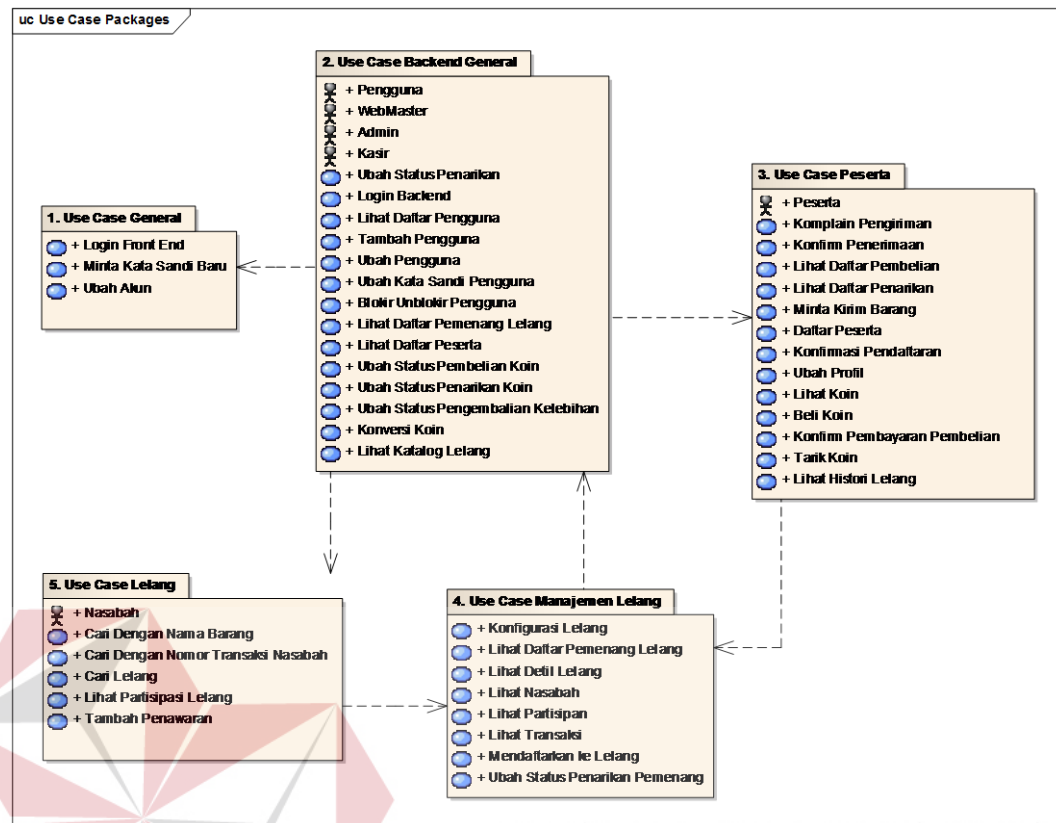 uc Use Case Packages
2. Use Case Backend General
+ Pengguna
+ WebMaster
+ Admin
+ Kasir
+ Ubah Status Penarikan
+ Login Backend
+ Lihat Daftar Pengguna
+ Tambah Pengguna
+ Ubah Pengguna
+ Ubah Kata Sandi Pengguna
+ Blokir Unblokir Pengguna
+ Lihat Daftar Pemenang Lelang
+ Lihat Daftar Peserta
+ Ubah Status Pembelian Koin
+ Ubah Status Penarikan Koin
+ Ubah Status Pengembalian Kelebihan
+ Konversi Koin
+ Lihat Katalog Lelang
1. Use Case General
+ Login Front End
+ Minta Kata Sandi Baru
+ Ubah Akun
3. Use Case Peserta
+ Peserta
+ Komplain Pengiriman
+ Konfirm Penerimaan
+ Lihat Daftar Pembelian
+ Lihat Daftar Penarikan
+ Minta Kirim Barang
+ Daftar Peserta
+ Konfirmasi Pendaftaran
+ Ubah Profil
+ Lihat Koin
+ Beli Koin
+ Konfirm Pembayaran Pembelian
+ Tarik Koin
+ Lihat Histori Lelang
5. Use Case Lelang
+ Nasabah
+ Cari Dengan Nama Barang
+ Cari Dengan Nomor Transaksi Nasabah
+ Cari Lelang
+ Lihat Partisipasi Lelang
+ Tambah Penawaran
4. Use Case Manajemen Lelang
+ Konfigurasi Lelang
+ Lihat Daftar Pemenang Lelang
+ Lihat Detil Lelang
+ Lihat Nasabah
+ Lihat Partisipan
+ Lihat Transaksi
+ Mendaftarkan ke Lelang
+ Ubah Status Penarikan Pemenang